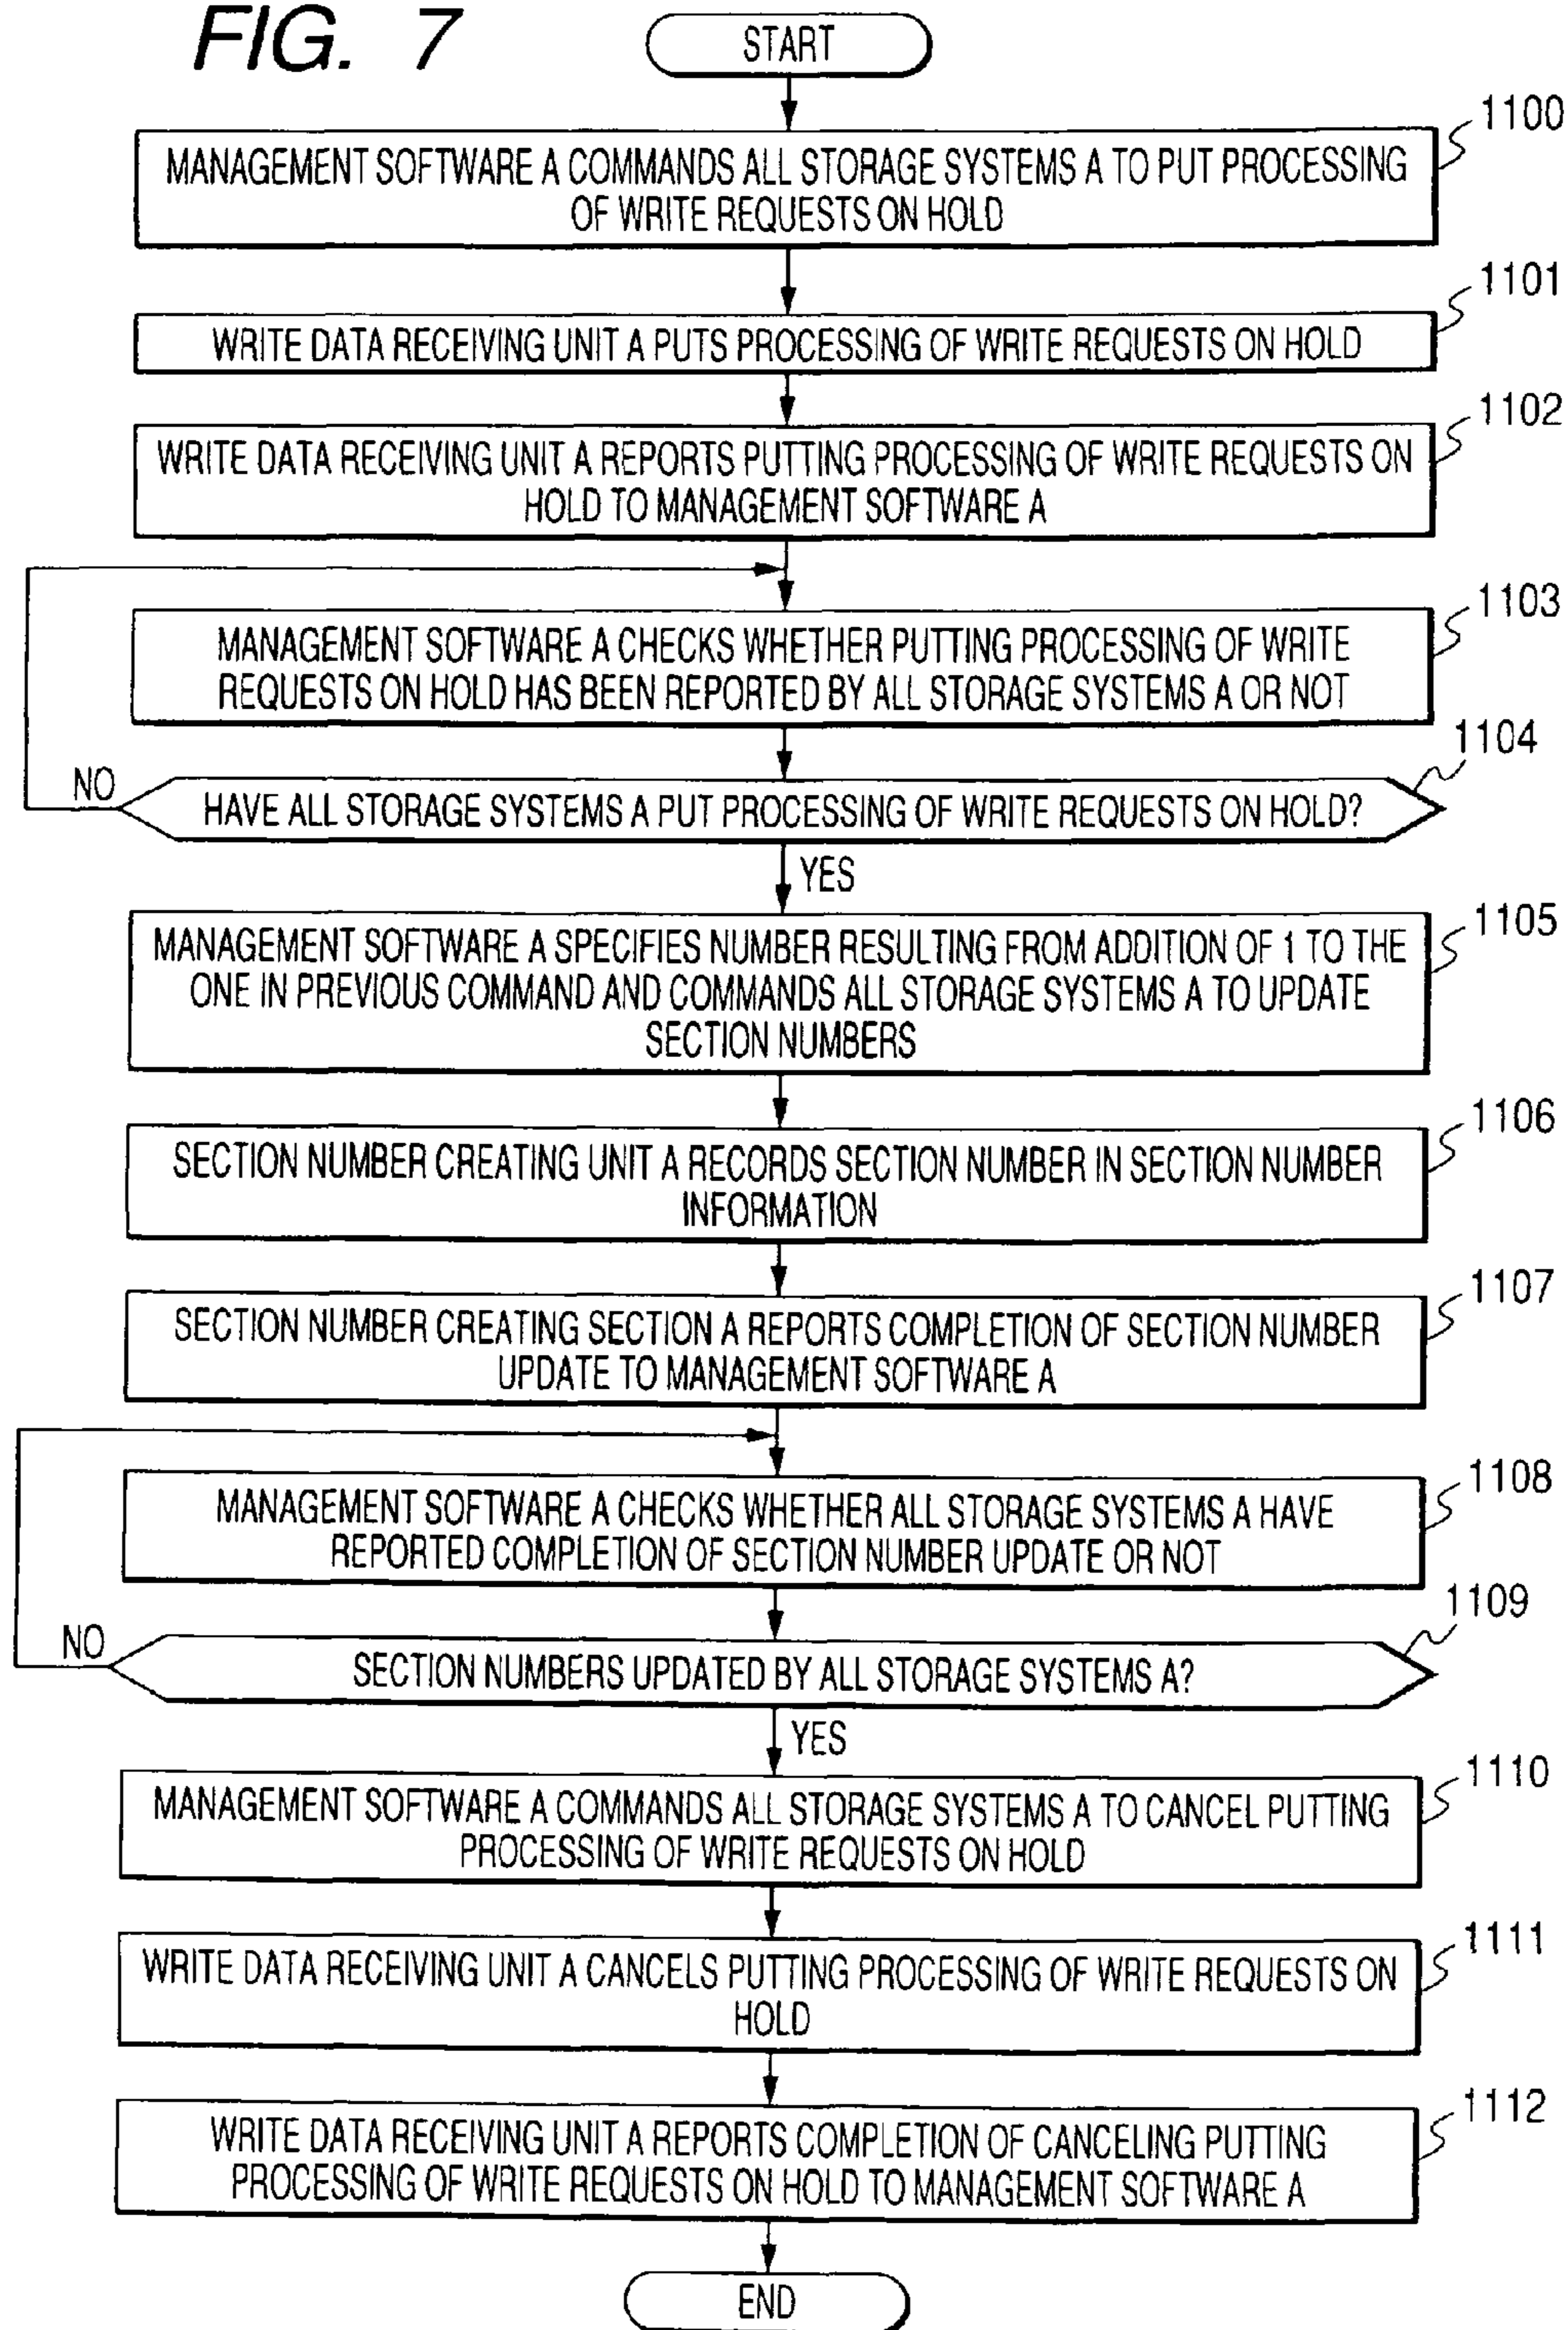 FIG. 7
START
1100
MANAGEMENT SOFTWARE A COMMANDS ALL STORAGE SYSTEMS A TO PUT PROCESSING
OF WRITE REQUESTS ON HOLD
1101
WRITE DATA RECEIVING UNIT A PUTS PROCESSING OF WRITE REQUESTS ON HOLD
1102
WRITE DATA RECEIVING UNIT A REPORTS PUTTING PROCESSING OF WRITE REQUESTS ON
HOLD TO MANAGEMENT SOFTWARE A
1103
MANAGEMENT SOFTWARE A CHECKS WHETHER PUTTING PROCESSING OF WRITE
REQUESTS ON HOLD HAS BEEN REPORTED BY ALL STORAGE SYSTEMS A OR NOT
1104
NO
HAVE ALL STORAGE SYSTEMS A PUT PROCESSING OF WRITE REQUESTS ON HOLD?
YES
1105
MANAGEMENT SOFTWARE A SPECIFIES NUMBER RESULTING FROM ADDITION OF 1 TO THE
ONE IN PREVIOUS COMMAND AND COMMANDS ALL STORAGE SYSTEMS A TO UPDATE
SECTION NUMBERS
1106
SECTION NUMBER CREATING UNIT A RECORDS SECTION NUMBER IN SECTION NUMBER
INFORMATION
1107
SECTION NUMBER CREATING SECTION A REPORTS COMPLETION OF SECTION NUMBER
UPDATE TO MANAGEMENT SOFTWARE A
1108
MANAGEMENT SOFTWARE A CHECKS WHETHER ALL STORAGE SYSTEMS A HAVE
REPORTED COMPLETION OF SECTION NUMBER UPDATE OR NOT
1109
NO
SECTION NUMBERS UPDATED BY ALL STORAGE SYSTEMS A?
YES
1110
MANAGEMENT SOFTWARE A COMMANDS ALL STORAGE SYSTEMS A TO CANCEL PUTTING
PROCESSING OF WRITE REQUESTS ON HOLD
1111
WRITE DATA RECEIVING UNIT A CANCELS PUTTING PROCESSING OF WRITE REQUESTS ON
HOLD
1112
WRITE DATA RECEIVING UNIT A REPORTS COMPLETION OF CANCELING PUTTING
PROCESSING OF WRITE REQUESTS ON HOLD TO MANAGEMENT SOFTWARE A
END